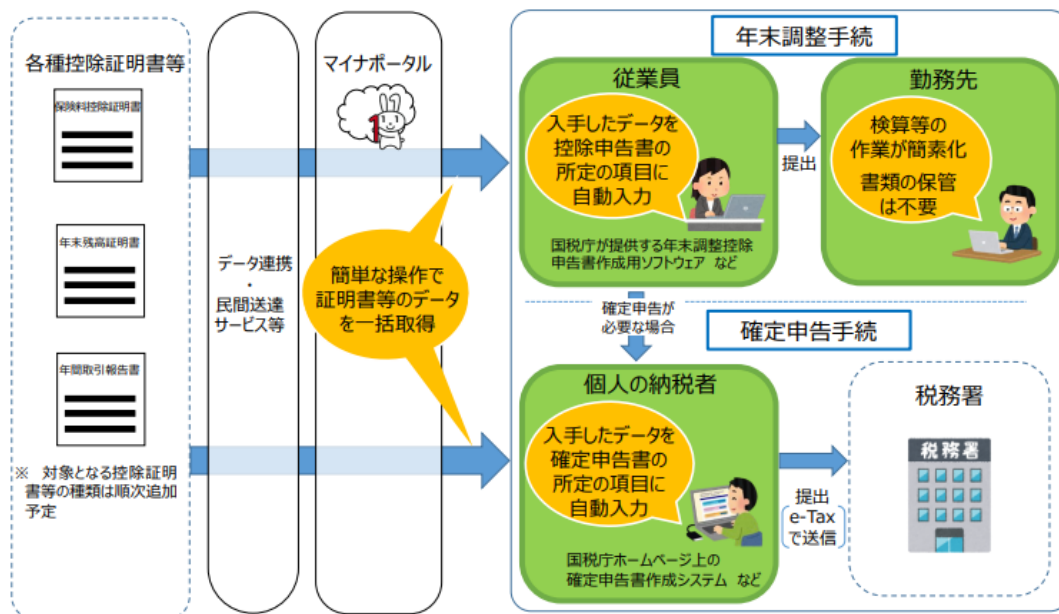 各種控除証明書等
保険料控除証明書
年末残高証明書
年間取引報告書
※ 対象となる控除証明
書等の種類は順次追加
予定
データ連携
・
民間送達
サービス等
マイナポータル
1
簡単な操作で
証明書等のデータ
を一括取得
年末調整手続
従業員
入手したデータを
控除申告書の
所定の項目に
自動入力
国税庁が提供する年末調整控除
申告書作成用ソフトウェア など
提出
勤務先
検算等の
作業が簡素化
書類の保管
は不要
確定申告が
必要な場合
確定申告手続
個人の納税者
入手したデータを
確定申告書の
所定の項目に
自動入力
国税庁ホームページ上の
確定申告書作成システム など
提出
e-Tax
で送信
税務署
税務署